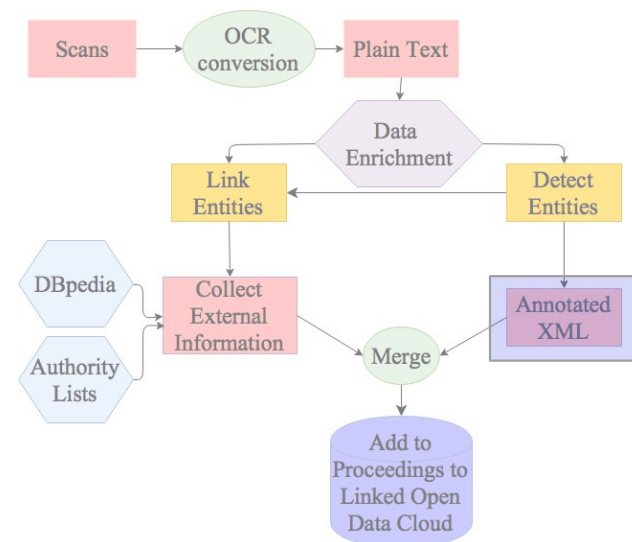 Scans
OCR
conversion
Plain Text
Data
Enrichment
Link
Entities
Detect
Entities
DBpedia
Collect
External
Information
Annotated
XML
Authority
Lists
Merge
Add to
Proceedings to
Linked Open
Data Cloud